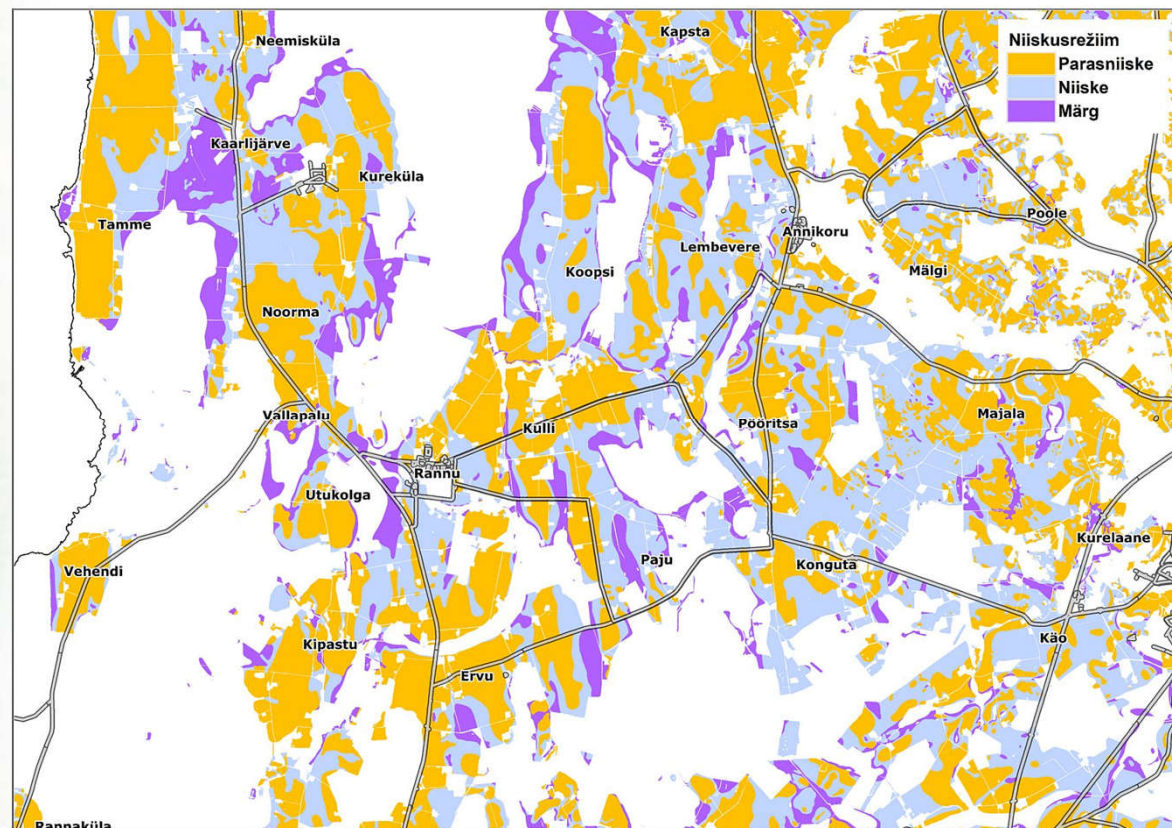 Neemisküla
Kapsta
Niiskusrežiim
Parasniiske
Niiske
Märg
Kaarlijärve
Kureküla
Tamme
Annikoru
Poole
Lembevere
Koopsi
Mälgi
Noorma
Vallapalu
Kulli
Pööritsa
Majala
Rannu
Utukolga
Kurelaane
Vehendi
Paju
Konguta
Kipastu
Käo
Ervu
Rannaküla